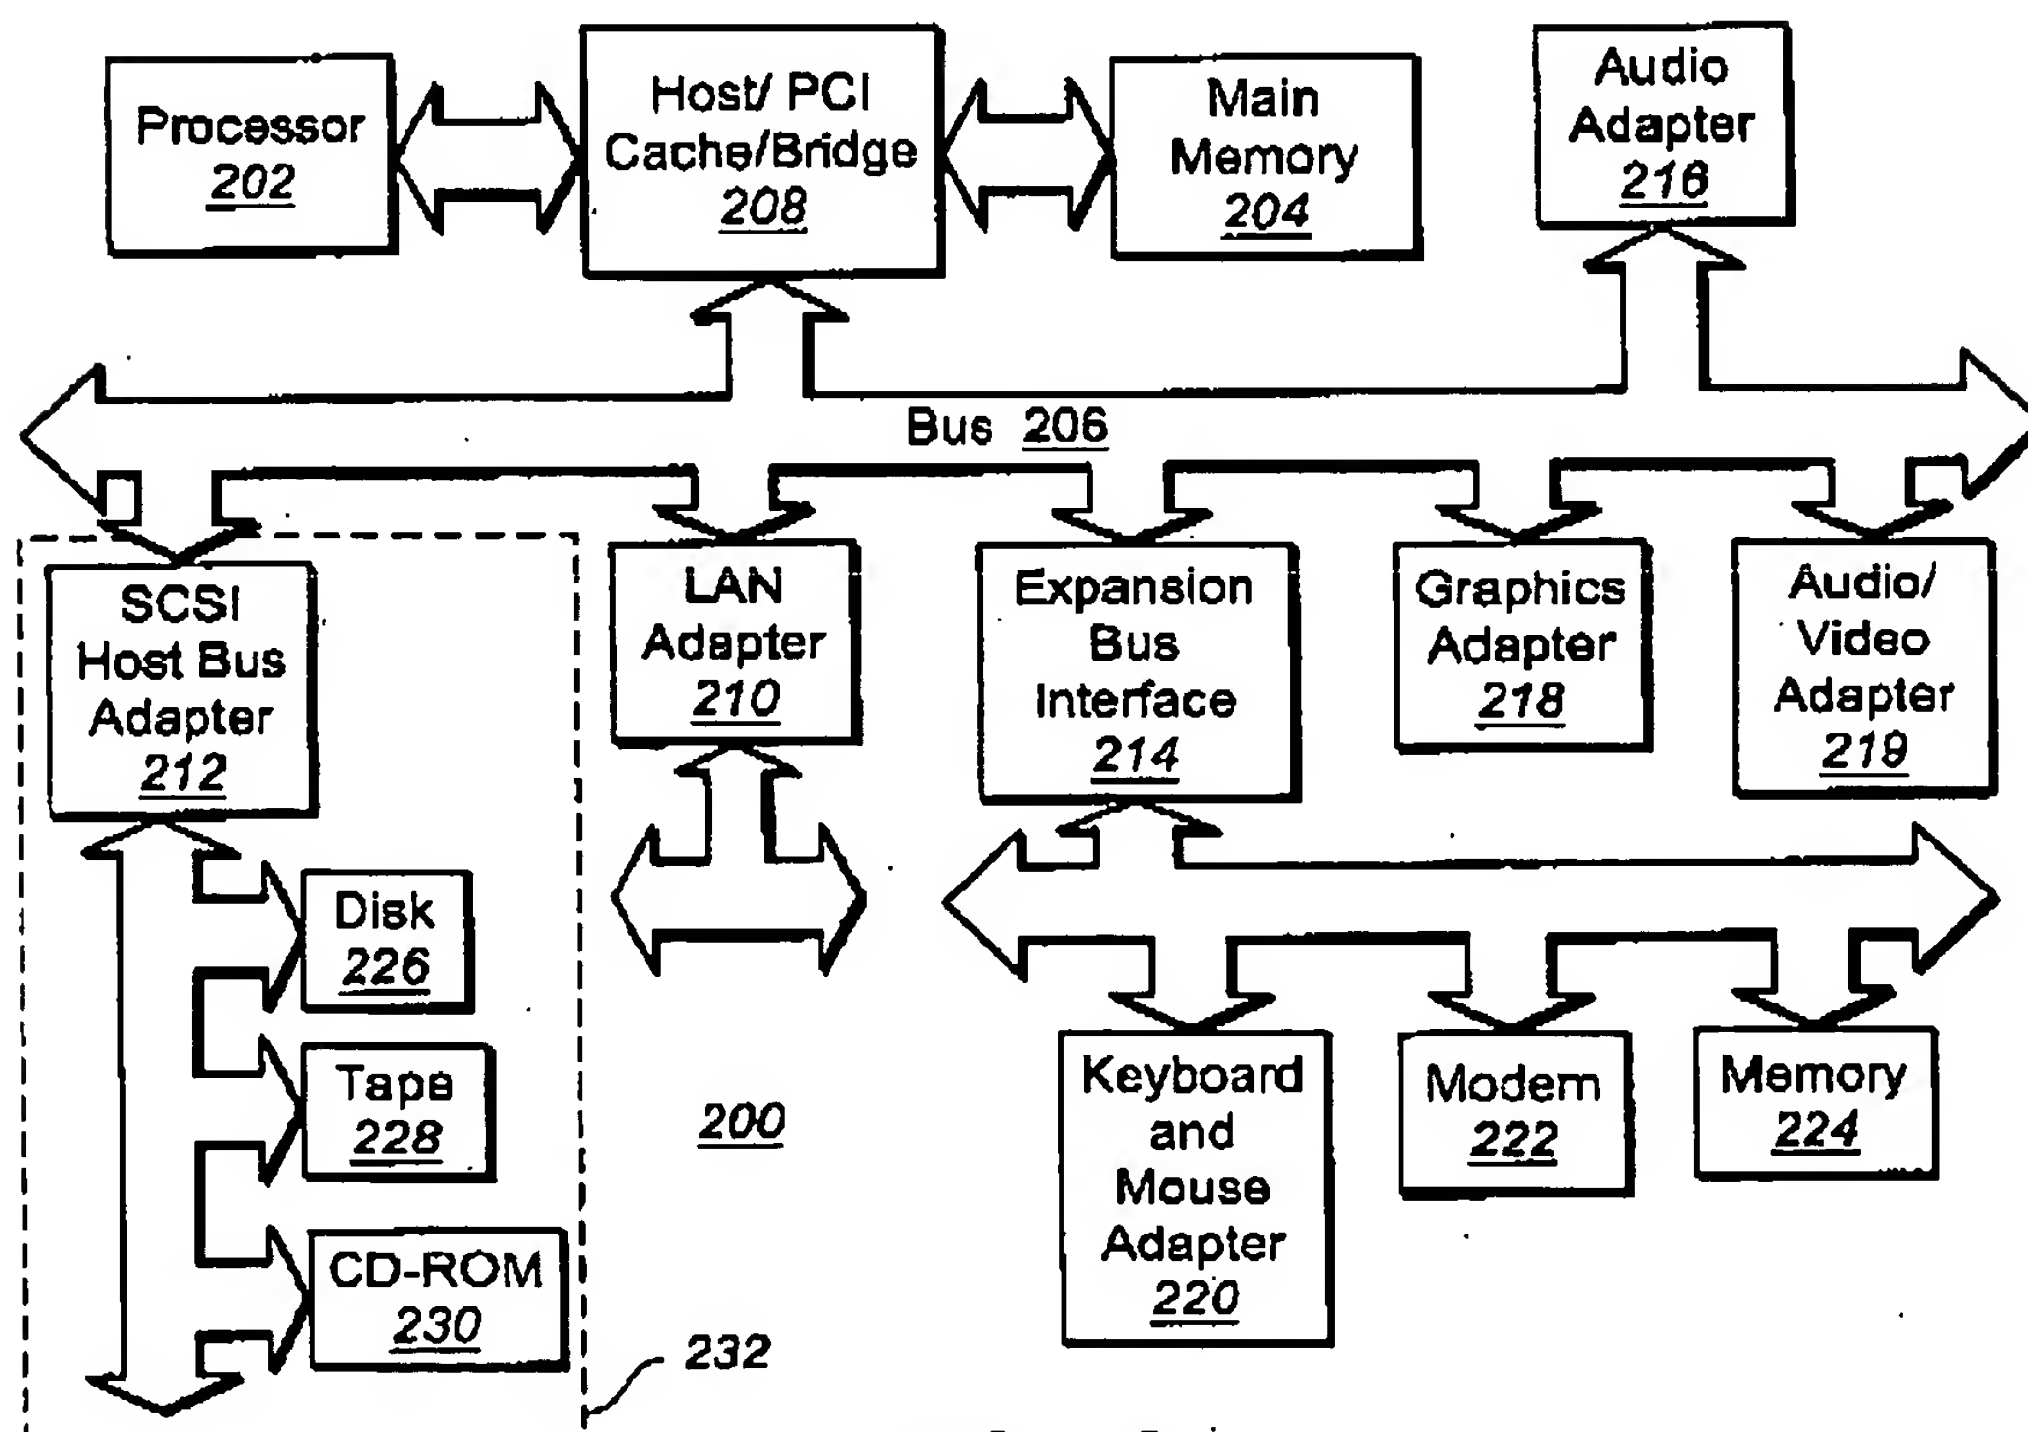 Processor
202
Host/ PCI
Cache/Bridge
208
Main
Memory
204
Audio
Adapter
216
Bus 206
SCSI
Host Bus
Adapter
212
LAN
Adapter
210
Expansion
Bus
Interface
214
Graphics
Adapter
218
Audio/
Video
Adapter
219
Disk
226
Tape
228
CD-ROM
230
232
200
Keyboard
and
Mouse
Adapter
220
Modem
222
Memory
224